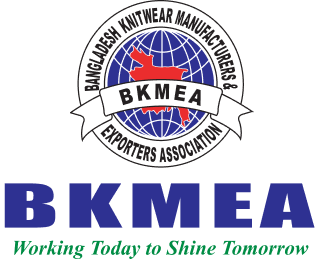 BANGLADESH KNITWEAR MANUFACTURERS &
BKMEA
EXPORTERS ASSOCIATION
BKMEA
Working Today to Shine Tomorrow